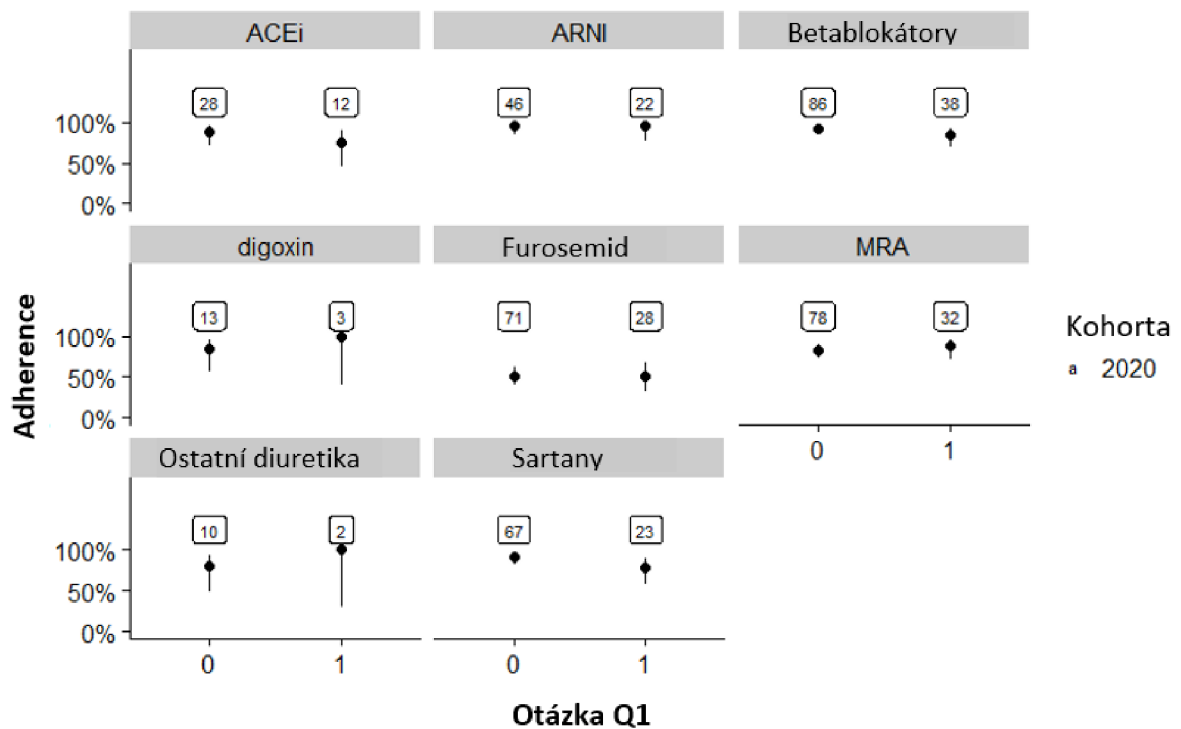 ACEi ARNI Betablokátory
28 12 46 22 86 38
100%
50%
0%
digoxin Furosemid MRA
13 3 71 28 78 32
100%
50%
0%
0 1
Ostatní diuretika Sartany
10 2 67 23
100%
50%
0%
0 1 0 1
Adherence
Otázka Q1
Kohorta
a 2020